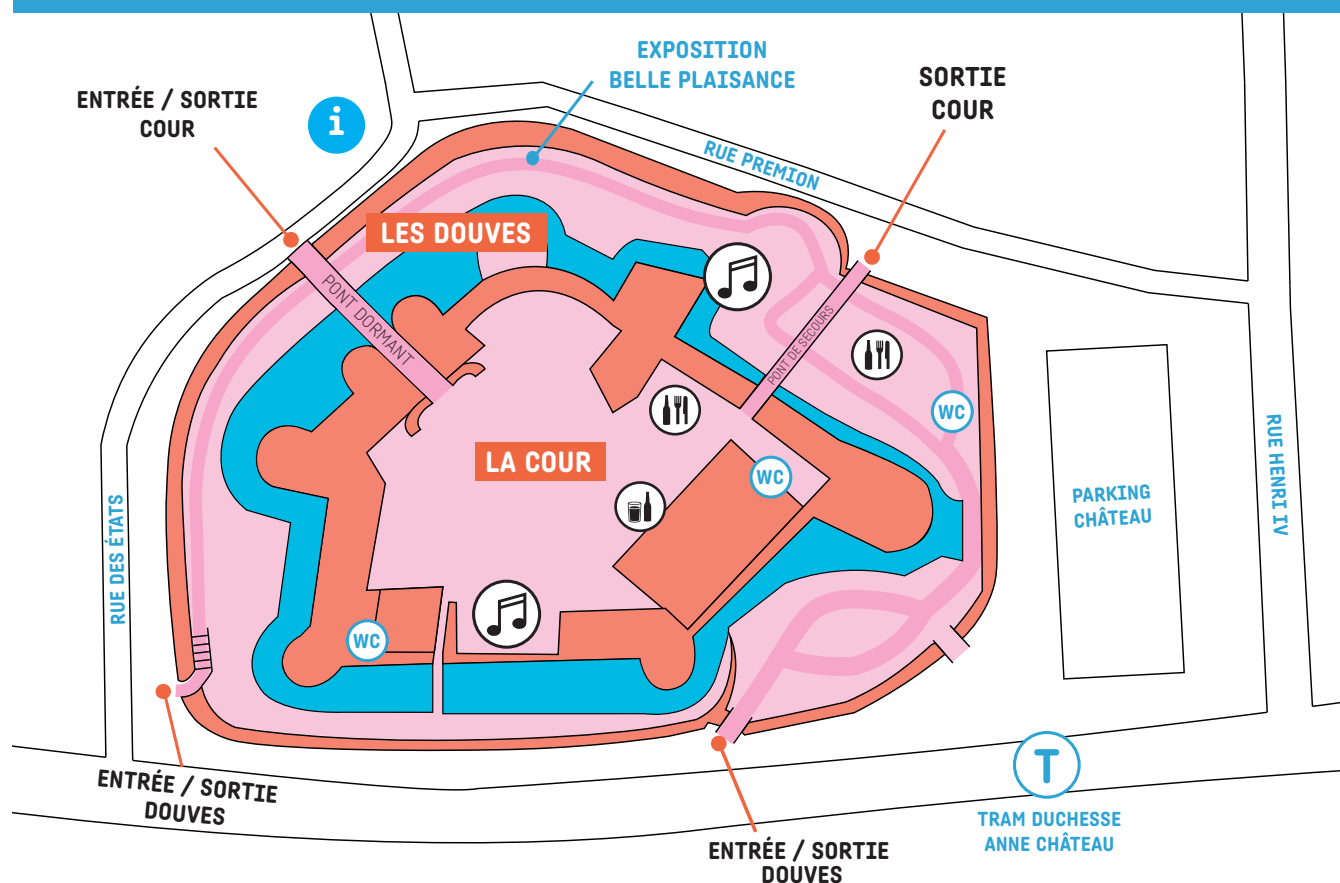 EXPOSITION
BELLE PLAISANCE
SORTIE
COUR
ENTRÉE / SORTIE
COUR
i
RUE PREMION
LES DOUVES
PONT DORMANT
PONT DE SECOURS
WC
LA COUR
WC
RUE HENRI IV
PARKING
CHÂTEAU
RUE DES ÉTATS
WC
ENTRÉE / SORTIE
DOUVES
T
TRAM DUCHESSE
ANNE CHÂTEAU
ENTRÉE / SORTIE
DOUVES